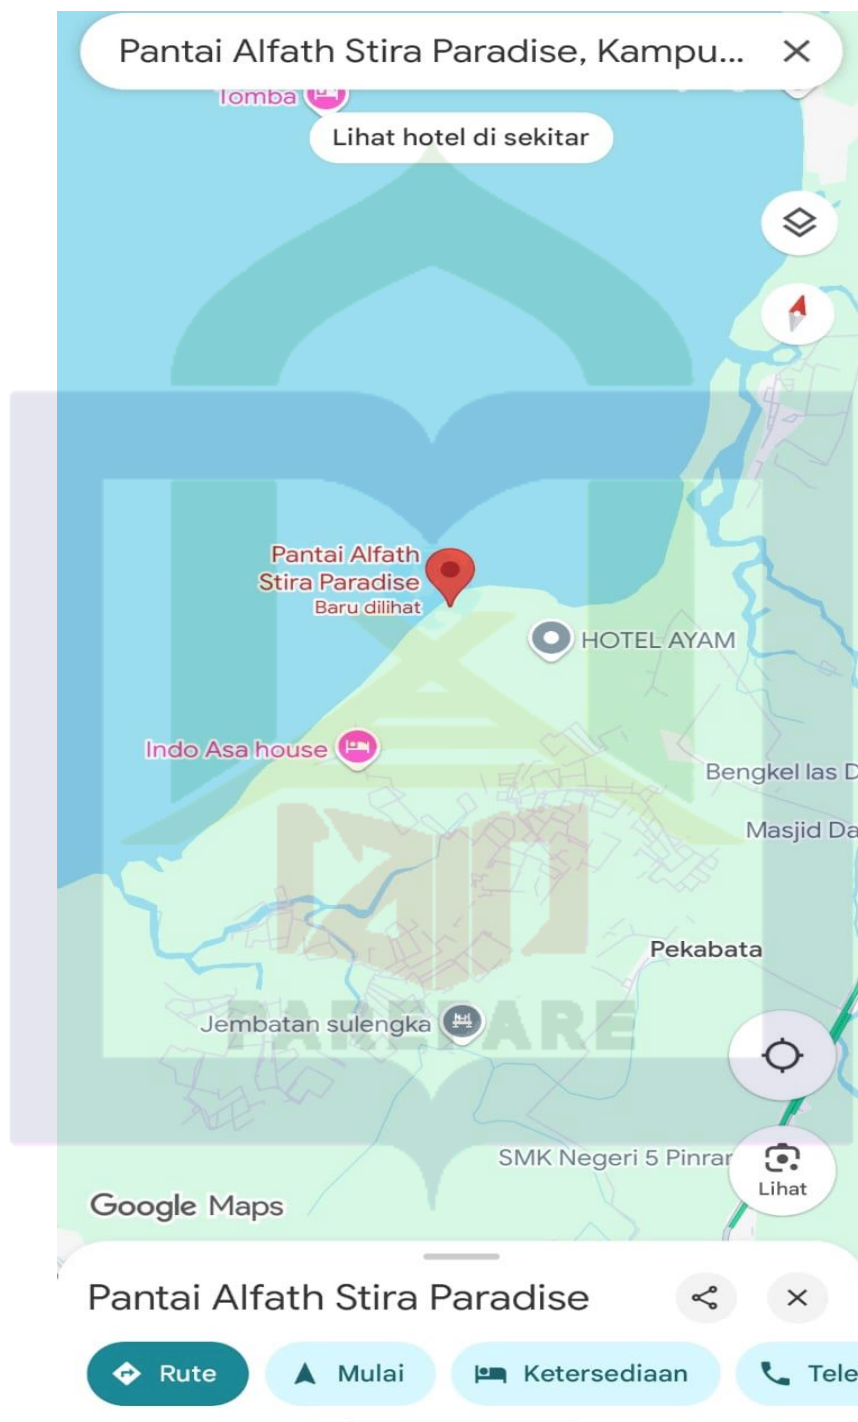 Pantai Alfath Stira Paradise, Kampu...
Tomba
Lihat hotel di sekitar
Pantai Alfath
Stira Paradise
Baru dilihat
HOTEL AYAM
Indo Asa house
Bengkel las D
Masjid Da
Pekabata
Jembatan sulengka
PAREPARE
SMK Negeri 5 Pinran
Lihat
Google Maps
Pantai Alfath Stira Paradise
Rute
Mulai
Ketersediaan
Tele